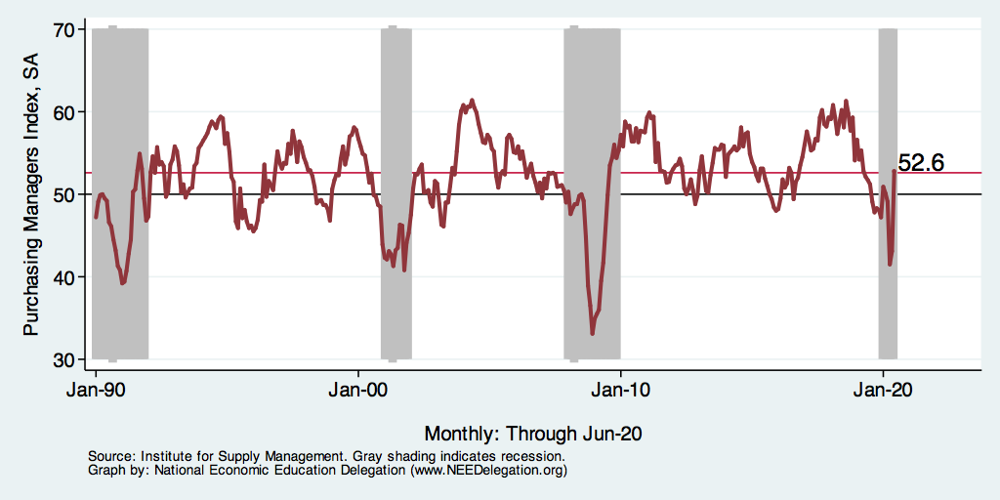 Purchasing Managers Index, SA
70
60
50
40
30
52.6
Jan-90 Jan-00 Jan-10 Jan-20
Monthly: Through Jun-20
Source: Institute for Supply Management. Gray shading indicates recession.
Graph by: National Economic Education Delegation (www.NEEDelegation.org)